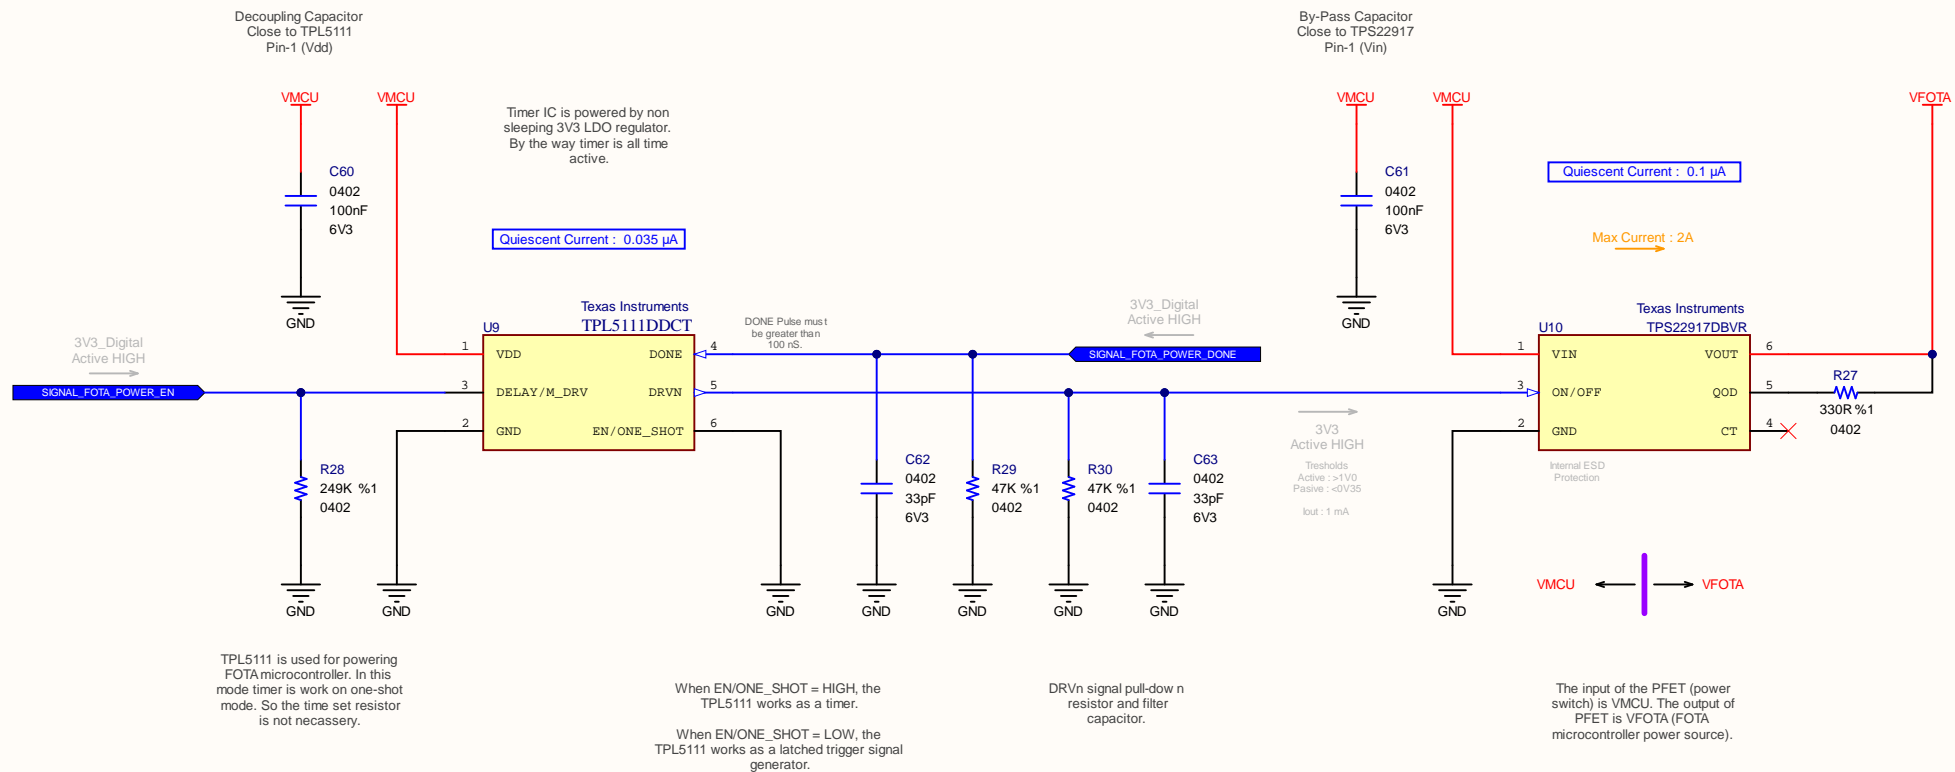 Decoupling Capacitor
Close to TPL5111
Pin-1 (Vdd)
By-Pass Capacitor
Close to TPS22917
Pin-1 (Vin)
VMCU
VMCU
VMCU
VMCU
VFOTA
Timer IC is powered by non
sleeping 3V3 LDO regulator.
By the way timer is all time
active.
C60
0402
100nF
6V3
C61
0402
100nF
6V3
Quiescent Current : 0.1 µA
Quiescent Current : 0.035 µA
Max Current : 2A
GND
GND
Texas Instruments
TPL5111DDCT
U9
1
VDD
DONE
4
3
DELAY/M_DRV
DRVN
5
2
GND
EN/ONE_SHOT
6
DONE Pulse must
be greater than
100 nS.
3V3_Digital
Active HIGH
SIGNAL_FOTA_POWER_DONE
3V3_Digital
Active HIGH
SIGNAL_FOTA_POWER_EN
Texas Instruments
TPS22917DBVR
U10
1
VIN
VOUT
6
3
ON/OFF
QOD
5
2
GND
CT
4
R27
330R %1
0402
3V3
Active HIGH
Tresholds
Active : >1V0
Pasive : <0V35
Iout : 1 mA
Internal ESD
Protection
R28
249K %1
0402
C62
0402
33pF
6V3
R29
47K %1
0402
R30
47K %1
0402
C63
0402
33pF
6V3
GND
GND
GND
GND
GND
GND
GND
GND
VMCU
VFOTA
TPL5111 is used for powering
FOTA microcontroller. In this
mode timer is work on one-shot
mode. So the time set resistor
is not necassery.
When EN/ONE_SHOT = HIGH, the
TPL5111 works as a timer.
When EN/ONE_SHOT = LOW, the
TPL5111 works as a latched trigger signal
generator.
DRVn signal pull-down
resistor and filter
capacitor.
The input of the PFET (power
switch) is VMCU. The output of
PFET is VFOTA (FOTA
microcontroller power source).